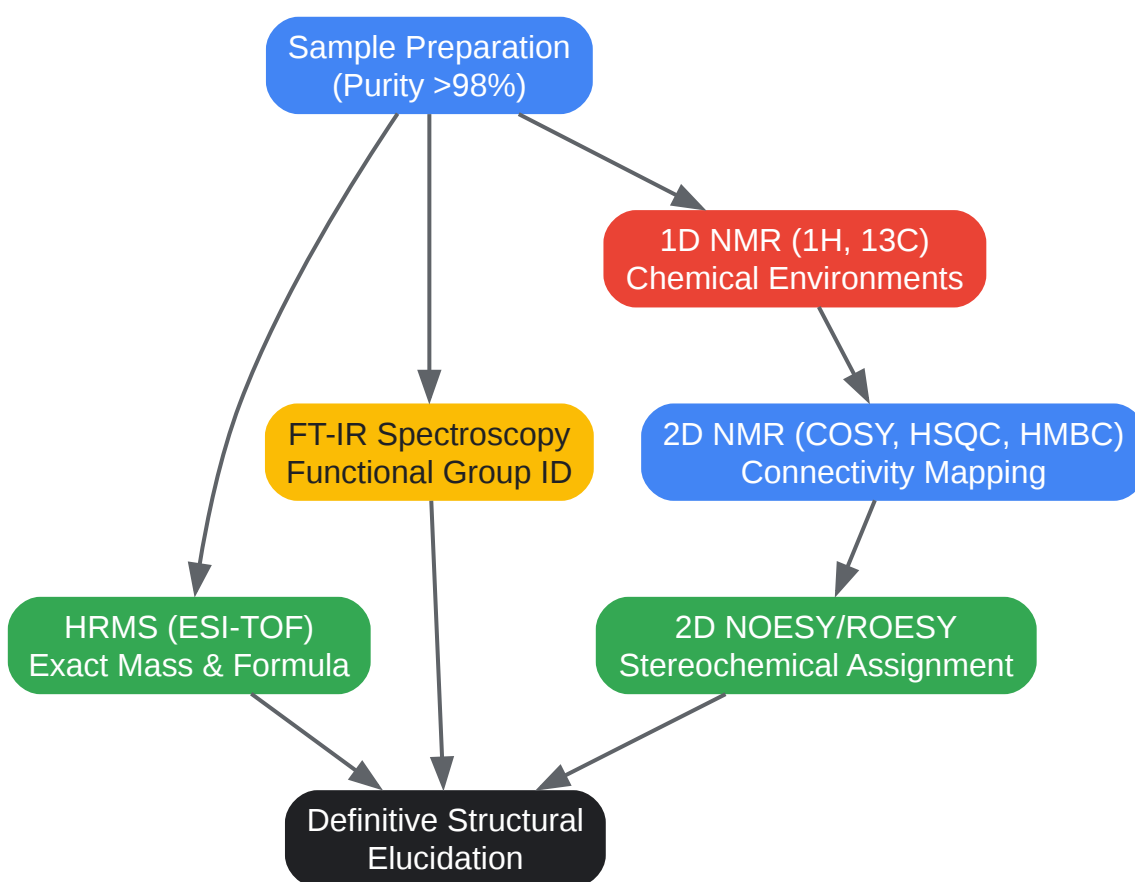 Sample Preparation
(Purity >98%)
1D NMR (1H, 13C)
Chemical Environments
FT-IR Spectroscopy
Functional Group ID
2D NMR (COSY, HSQC, HMBC)
Connectivity Mapping
HRMS (ESI-TOF)
Exact Mass & Formula
2D NOESY/ROESY
Stereochemical Assignment
Definitive Structural
Elucidation